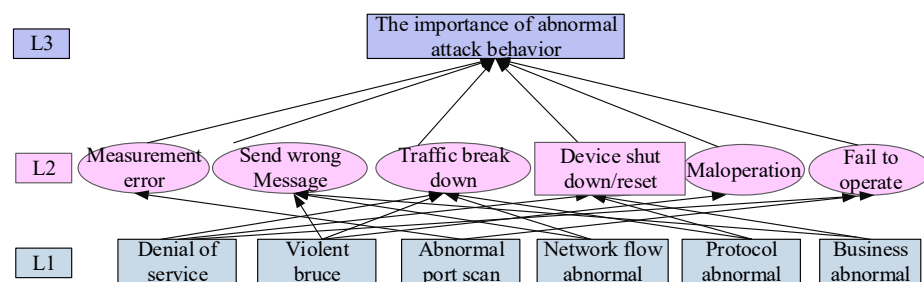 L3
The importance of abnormal
attack behavior
L2
Measurement
error
Send wrong
Message
Traffic break
down
Device shut
down/reset
Maloperation
Fail to
operate
L1
Denial of
service
Violent
bruce
Abnormal
port scan
Network flow
abnormal
Protocol
abnormal
Business
abnormal